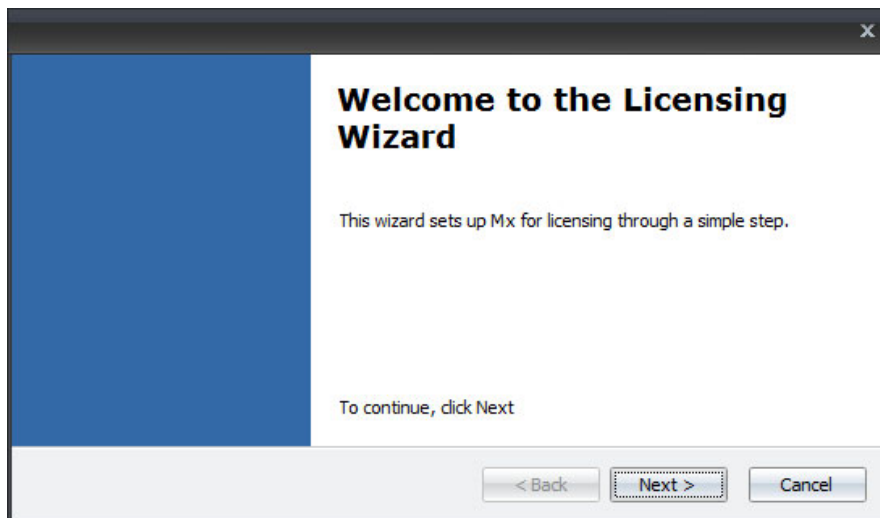 x
Welcome to the Licensing
Wizard
This wizard sets up Mx for licensing through a simple step.
To continue, click Next
< Back Next > Cancel